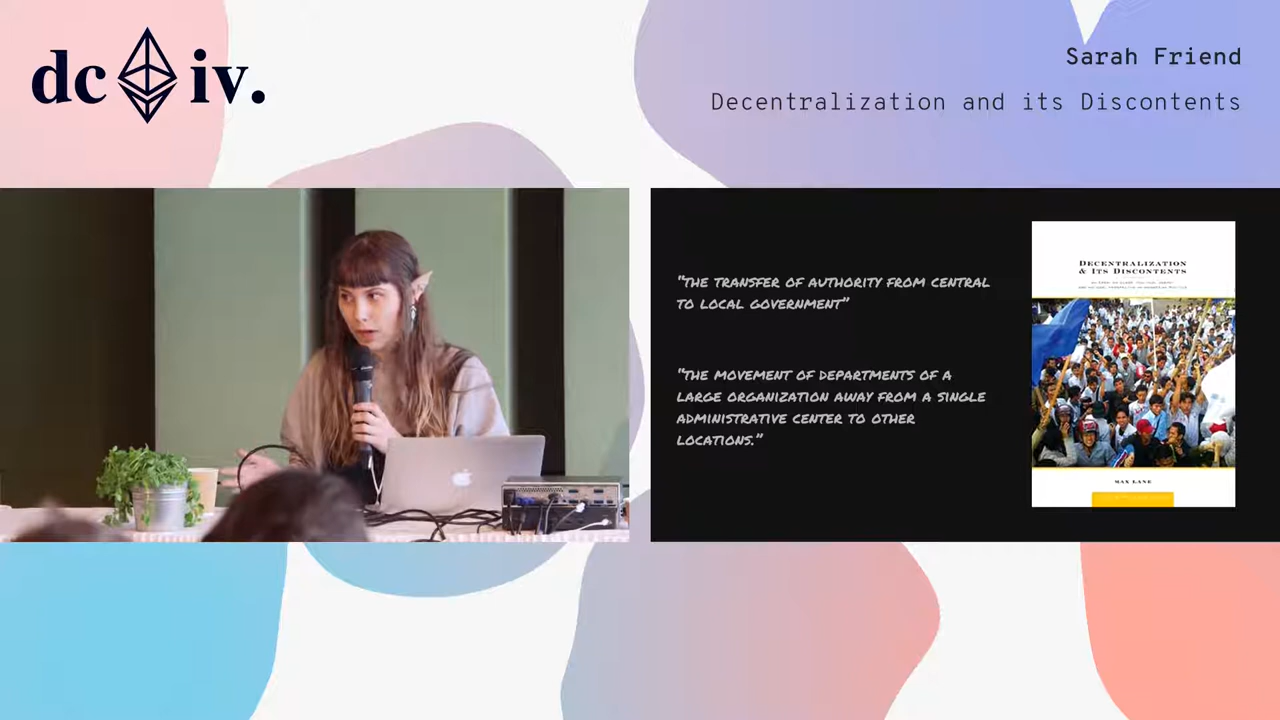 dc iv.
Sarah Friend
Decentralization and its Discontents
"THE TRANSFER OF AUTHORITY FROM CENTRAL
TO LOCAL GOVERNMENT"
"THE MOVEMENT OF DEPARTMENTS OF A
LARGE ORGANIZATION AWAY FROM A SINGLE
ADMINISTRATIVE CENTER TO OTHER
LOCATIONS."
DECENTRALIZATION
& ITS DISCONTENTS
MAX LANE